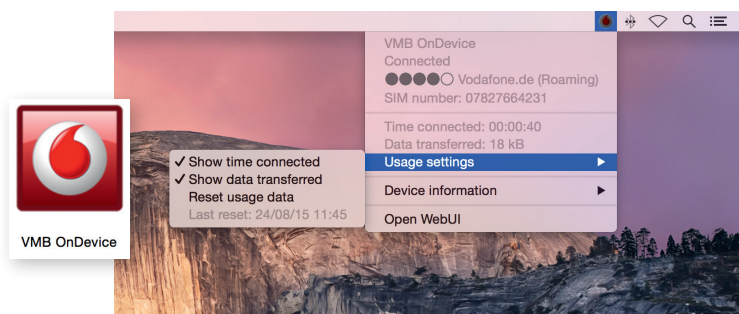 VMB OnDevice
Connected
Vodafone.de (Roaming)
SIM number: 07827664231
Time connected: 00:00:40
Data transferred: 18 kB
Usage settings
Show time connected
Show data transferred
Reset usage data
Last reset: 24/08/15 11:45
Device information
Open WebUI
VMB OnDevice